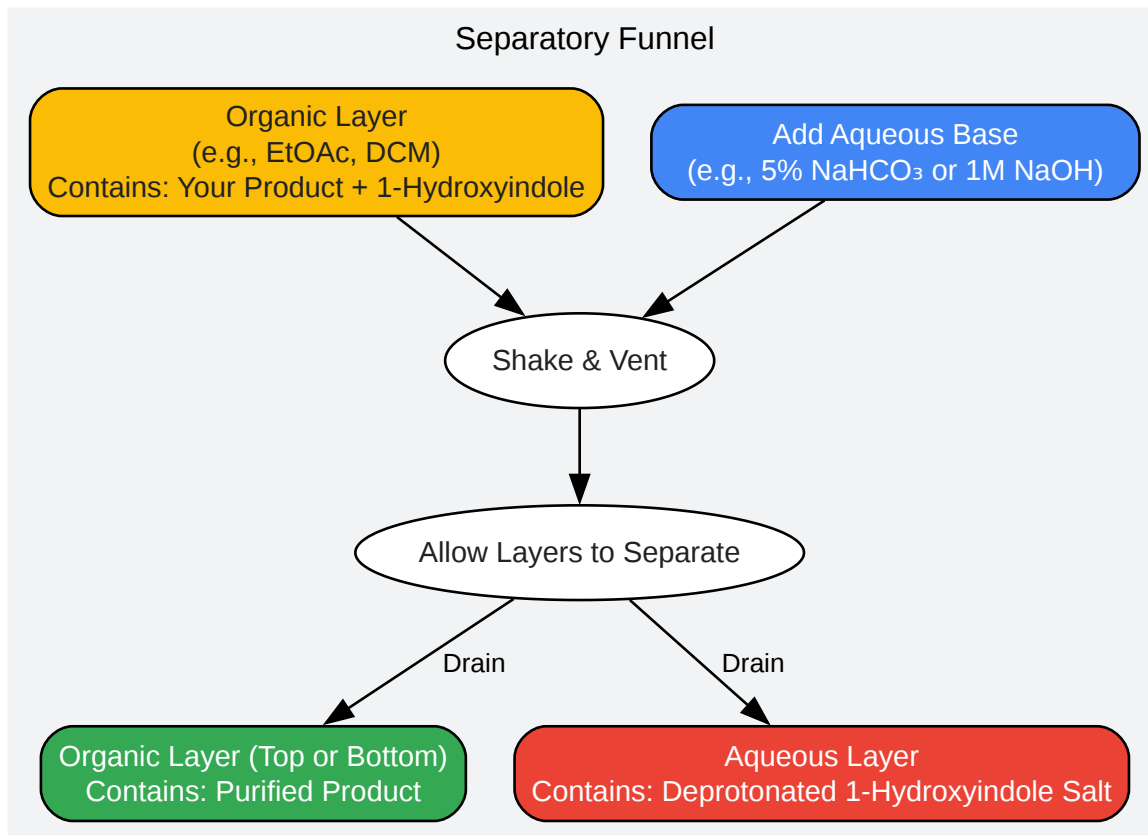 Separatory Funnel
Organic Layer
(e.g., EtOAc, DCM)
Contains: Your Product + 1-Hydroxyindole
Add Aqueous Base
(e.g., 5% NaHCO₃ or 1M NaOH)
Shake & Vent
Allow Layers to Separate
Drain
Drain
Organic Layer (Top or Bottom)
Contains: Purified Product
Aqueous Layer
Contains: Deprotonated 1-Hydroxyindole Salt